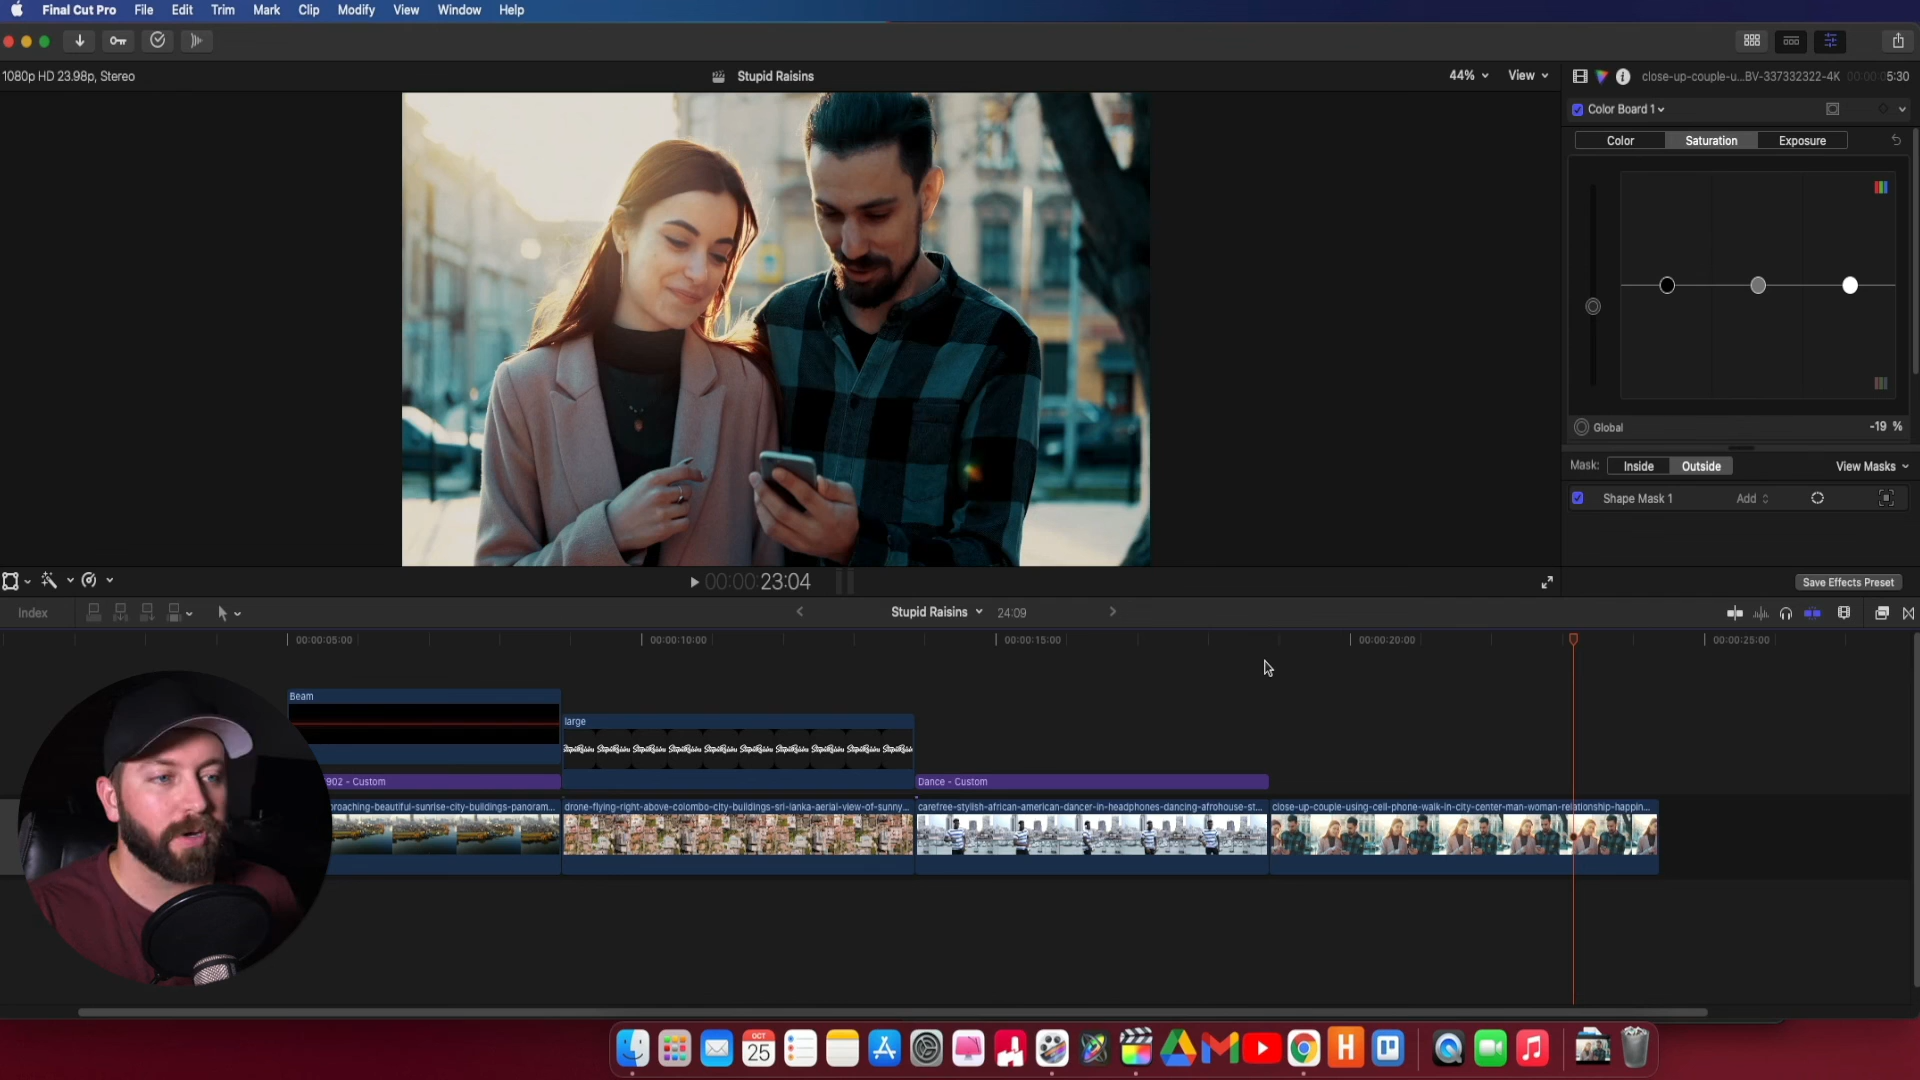 Final Cut Pro File Edit Trim Mark Clip Modify View Window Help
1080p HD 23.98p, Stereo
Stupid Raisins
44% View
close-up-couple-u...BV-337332322-4K 00:00:05:30
Color Board 1
Color Saturation Exposure
Global -19 %
Mask: Inside Outside View Masks
Shape Mask 1 Add
00:00:23:04
Save Effects Preset
Index
Stupid Raisins 24:09
00:00:05:00 00:00:10:00 00:00:15:00 00:00:20:00 00:00:25:00
Beam
large
902 - Custom
Dance - Custom
roaching-beautiful-sunrise-city-buildings-panoram...
drone-flying-right-above-colombo-city-buildings-sri-lanka-aerial-view-of-sunny...
carefree-stylish-african-american-dancer-in-headphones-dancing-afrohouse-st...
close-up-couple-using-cell-phone-walk-in-city-center-man-woman-relationship-happin...
OCT
25
H